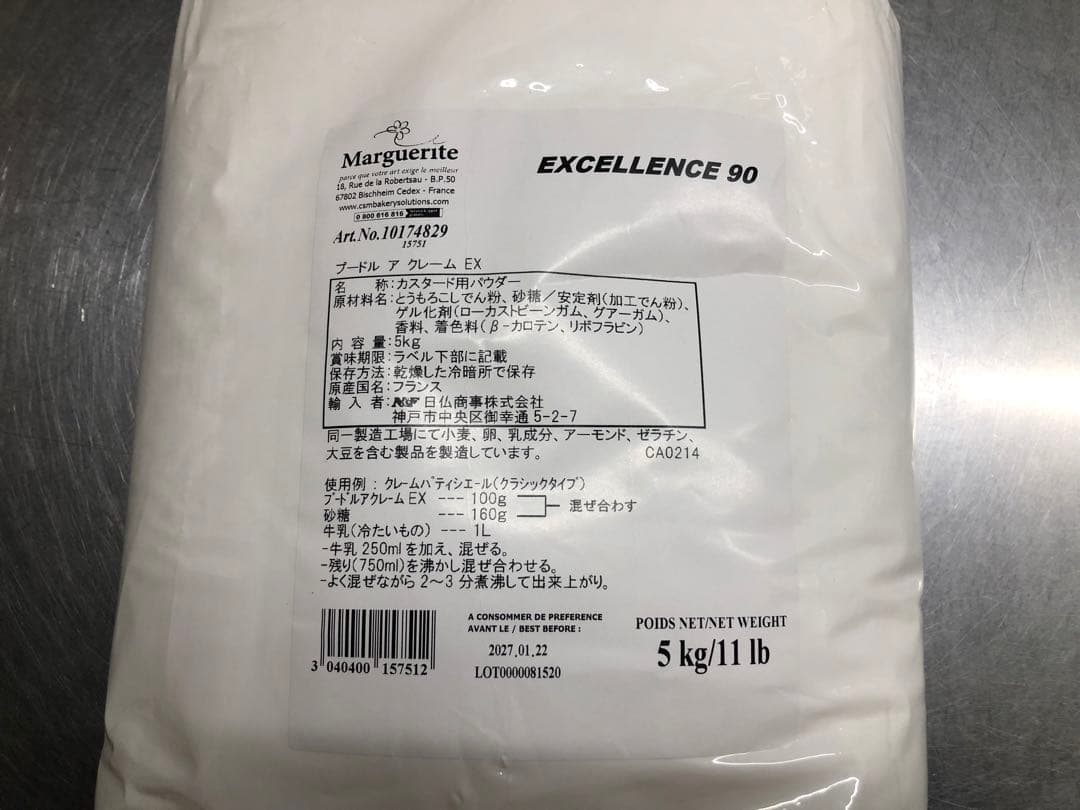 Marguerite
parce que votre art exige le meilleur
18, Rue de la Robertsau - B.P.50
67802 Bischheim Cedex - France
www.csmbakerysolutions.com
0 800 616 816
Art.No.10174829
15751
EXCELLENCE 90
プードル ア クレーム EX
名 称:カスタード用パウダー
原材料名:とうもろこしでん粉、砂糖／安定剤(加工でん粉)、
ゲル化剤(ローカストビーンガム、グアーガム)、
香料、着色料(β-カロテン、リボフラビン)
内 容 量:5kg
賞味期限:ラベル下部に記載
保存方法:乾燥した冷暗所で保存
原産国名:フランス
輸 入 者:N&F 日仏商事株式会社
神戸市中央区御幸通 5-2-7
同一製造工場にて小麦、卵、乳成分、アーモンド、ゼラチン、
大豆を含む製品を製造しています。 CA0214
使用例 : クレームパティシエール(クラシックタイプ)
プードルアクレーム EX --- 100g
砂糖 --- 160g
混ぜ合わす
牛乳(冷たいもの) --- 1L
-牛乳 250ml を加え、混ぜる。
-残り(750ml)を沸かし混ぜ合わせる。
-よく混ぜながら 2～3 分煮沸して出来上がり。
3 040400 157512
A CONSOMMER DE PREFERENCE
AVANT LE / BEST BEFORE :
2027.01.22
LOT0000081520
POIDS NET/NET WEIGHT
5 kg/11 lb